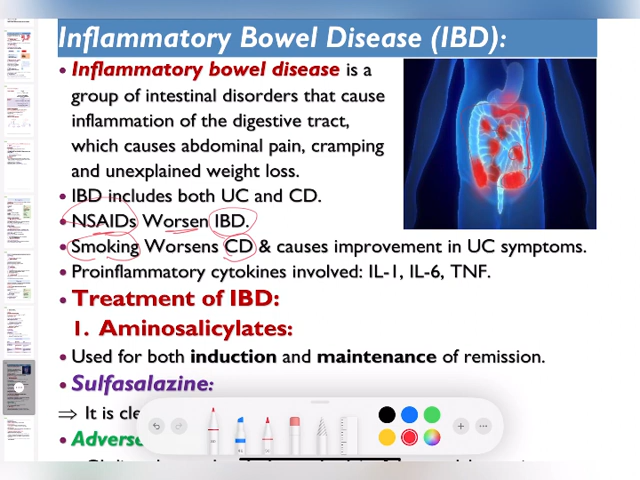 Inflammatory Bowel Disease (IBD):
• Inflammatory bowel disease is a
group of intestinal disorders that cause
inflammation of the digestive tract,
which causes abdominal pain, cramping
and unexplained weight loss.
• IBD includes both UC and CD.
• NSAIDs Worsen IBD.
• Smoking Worsens CD & causes improvement in UC symptoms.
• Proinflammatory cytokines involved: IL-1, IL-6, TNF.
• Treatment of IBD:
1. Aminosalicylates:
• Used for both induction and maintenance of remission.
• Sulfasalazine:
⇒ It is cle
• Adverse